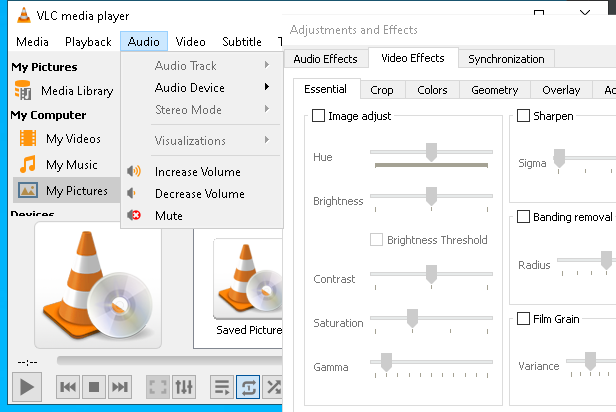 VLC media player
Media Playback Audio Video Subtitle
My Pictures
Media Library
My Computer
My Videos
My Music
My Pictures
Devices
Audio Track
Audio Device
Stereo Mode
Visualizations
Increase Volume
Decrease Volume
Mute
Saved Picture
--:--
Adjustments and Effects
Audio Effects Video Effects Synchronization
Essential Crop Colors Geometry Overlay
Image adjust
Hue
Brightness
Brightness Threshold
Contrast
Saturation
Gamma
Sharpen
Sigma
Banding removal
Radius
Film Grain
Variance